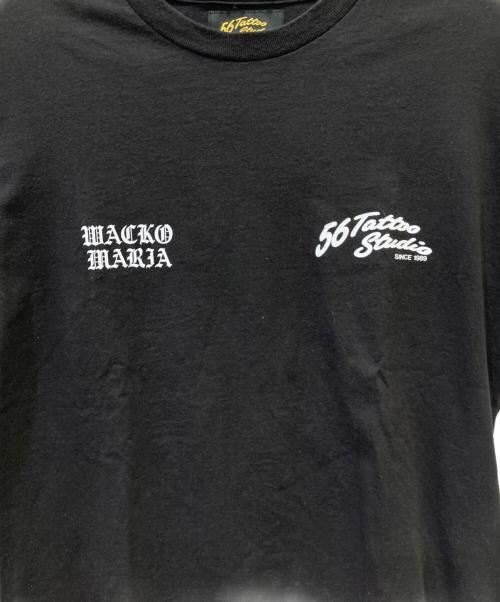 56 Tattoo
Studio
WACKO
MARIA
56 Tattoo
Studio
SINCE 1989